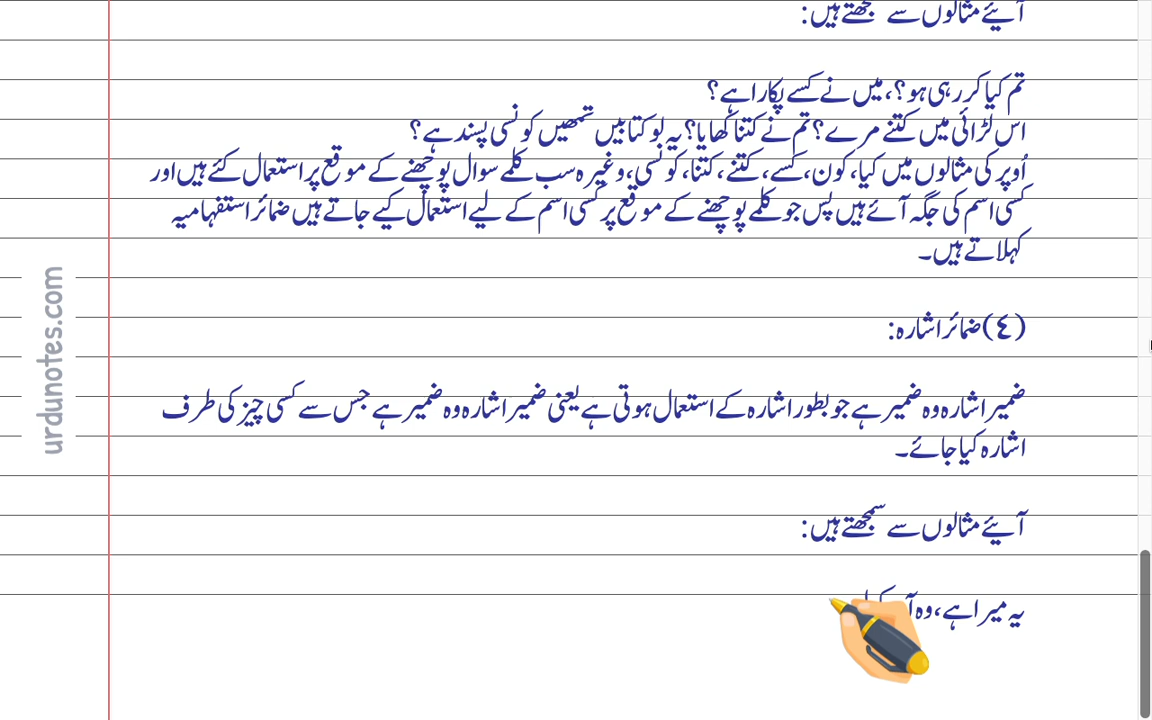 آیئے مثالوں سے سمجھتے ہیں:
تم کیا کر رہی ہو؟، میں نے کسے پکارا ہے؟
اس لڑائی میں کتنے مرے؟ تم نے کتنا کھایا؟ یہ لو کتابیں تمھیں کونسی پسند ہے؟
اُوپر کی مثالوں میں کیا، کون، کسے، کتنے، کتنا، کونسی، وغیرہ سب کلمے سوال پوچھنے کے موقع پر استعمال کئے ہیں اور
کسی اسم کی جگہ آئے ہیں پس جو کلمے پوچھنے کے موقع پر کسی اسم کے لیے استعمال کیے جاتے ہیں ضمائر استفہامیہ
کہلاتے ہیں۔
(٤) ضمائر اشارہ:
ضمیر اشارہ وہ ضمیر ہے جو بطور اشارہ کے استعمال ہوتی ہے یعنی ضمیر اشارہ وہ ضمیر ہے جس سے کسی چیز کی طرف
اشارہ کیا جائے۔
آیئے مثالوں سے سمجھتے ہیں:
یہ میرا ہے، وہ
urdunotes.com